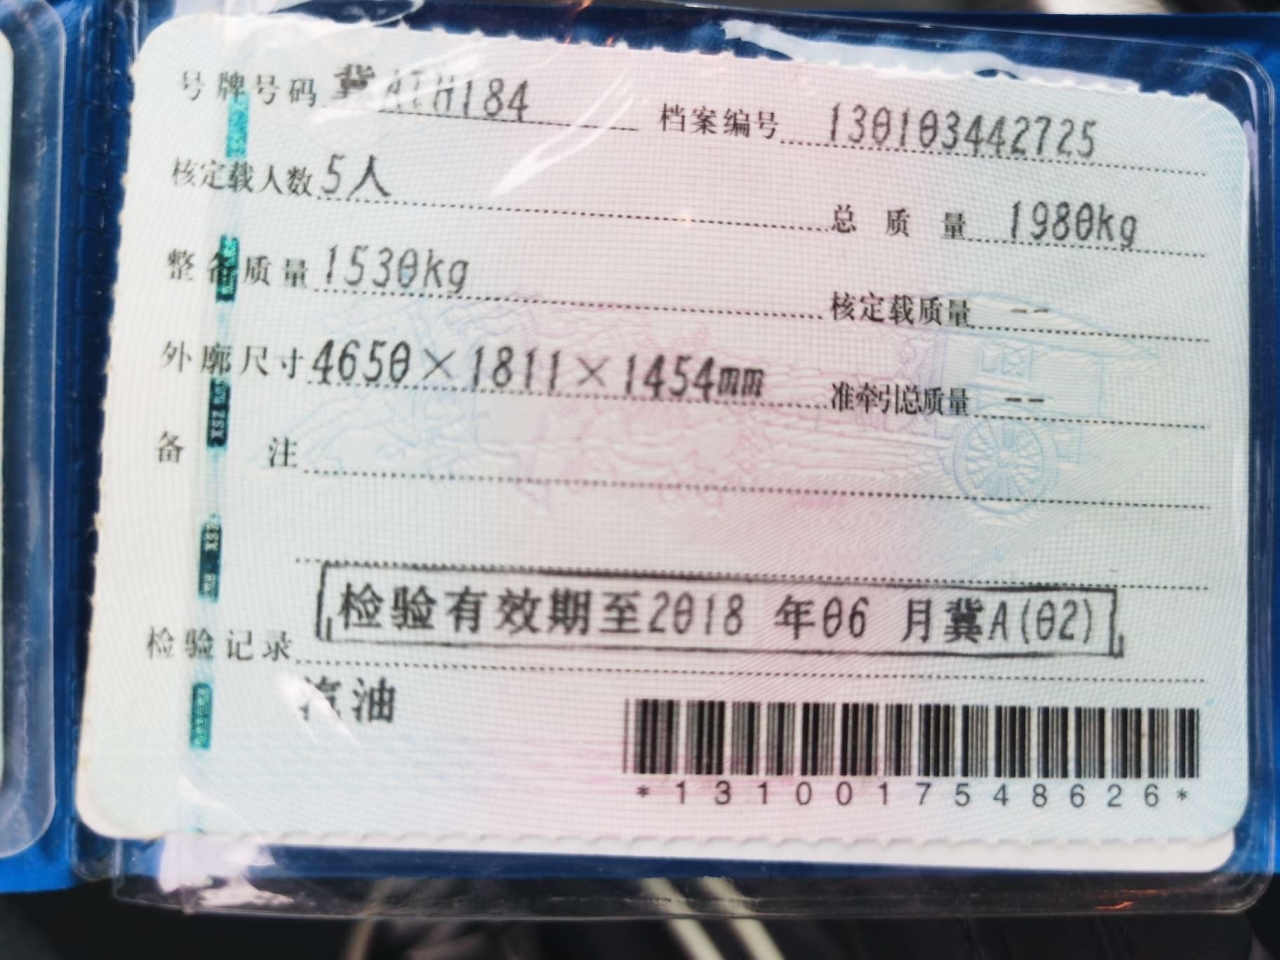 号牌号码 冀A1H184 档案编号 130103442725
核定载人数 5人 总质量 1980kg
整备质量 1530kg 核定载质量 --
外廓尺寸 4650×1811×1454mm 准牵引总质量 --
备注
检验记录 检验有效期至2018 年06 月冀A(02)
汽油
*1310017548626*